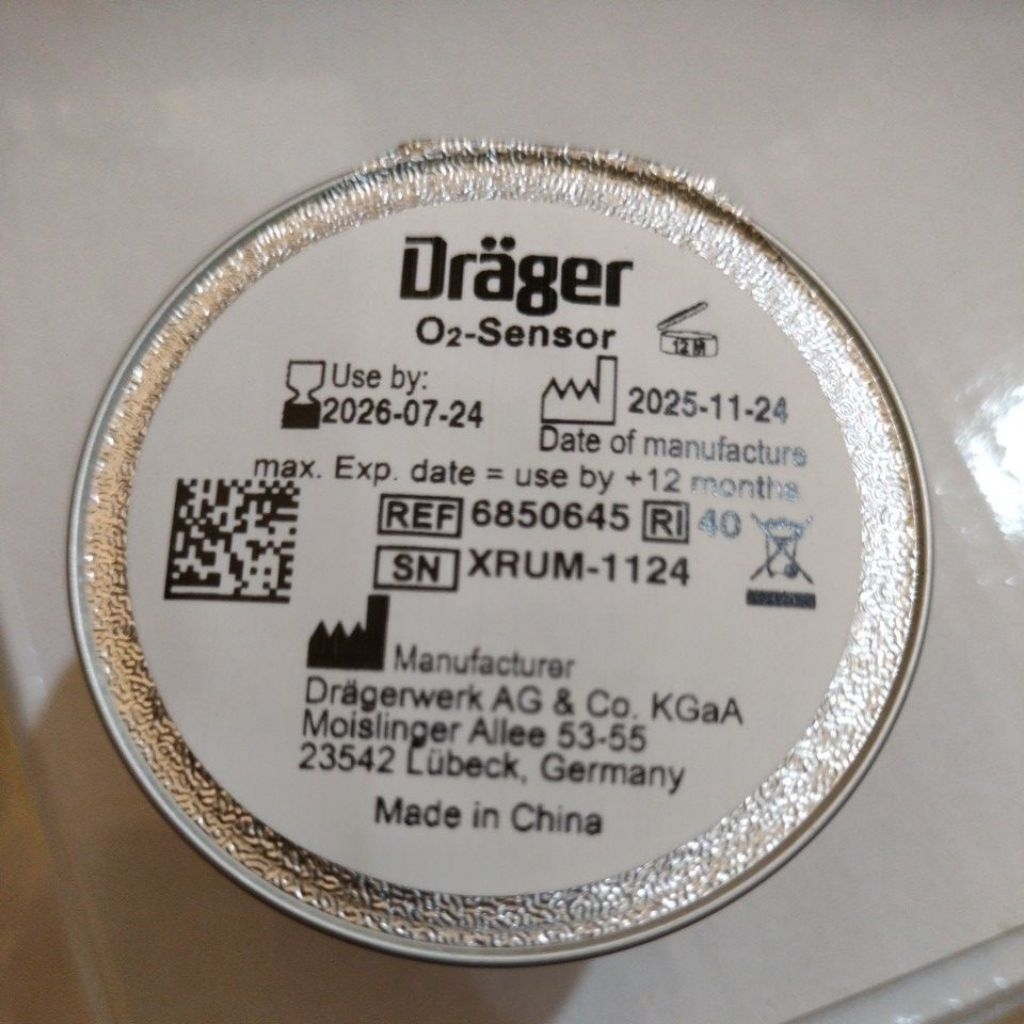 Dräger
O2-Sensor
12 M
Use by:
2026-07-24
2025-11-24
Date of manufacture
max. Exp. date = use by +12 months
REF 6850645 RI 40
SN XRUM-1124
Manufacturer
Drägerwerk AG & Co. KGaA
Moislinger Allee 53-55
23542 Lübeck, Germany
Made in China